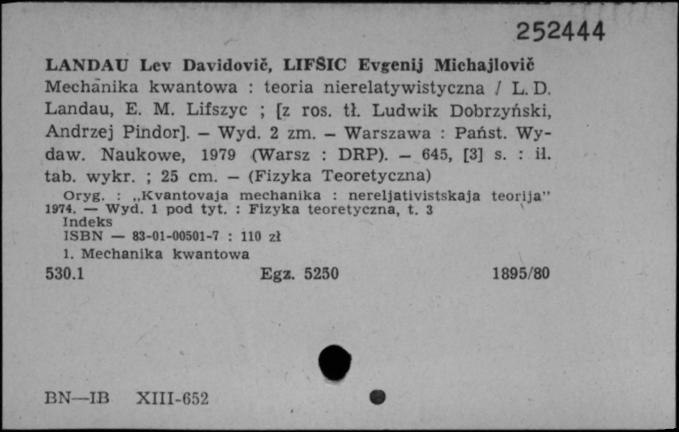 252444
LANDAU Lev Davidovič, LIFŠIC Evgenij Michajlovič
Mechanika kwantowa : teoria nierelatywistyczna / L. D.
Landau, E. M. Lifszyc ; [z ros. tł. Ludwik Dobrzyński,
Andrzej Pindor]. — Wyd. 2 zm. — Warszawa : Państ. Wy-
daw. Naukowe, 1979 (Warsz : DRP). — 645, [3] s. : il.
tab. wykr. ; 25 cm. — (Fizyka Teoretyczna)
Oryg. : „Kvantovaja mechanika : nereljativistskaja teorija"
1974. — Wyd. 1 pod tyt. : Fizyka teoretyczna, t. 3
Indeks
ISBN — 83-01-00501-7 : 110 zł
1. Mechanika kwantowa
530.1 Egz. 5250 1895/80
BN—IB XIII-652